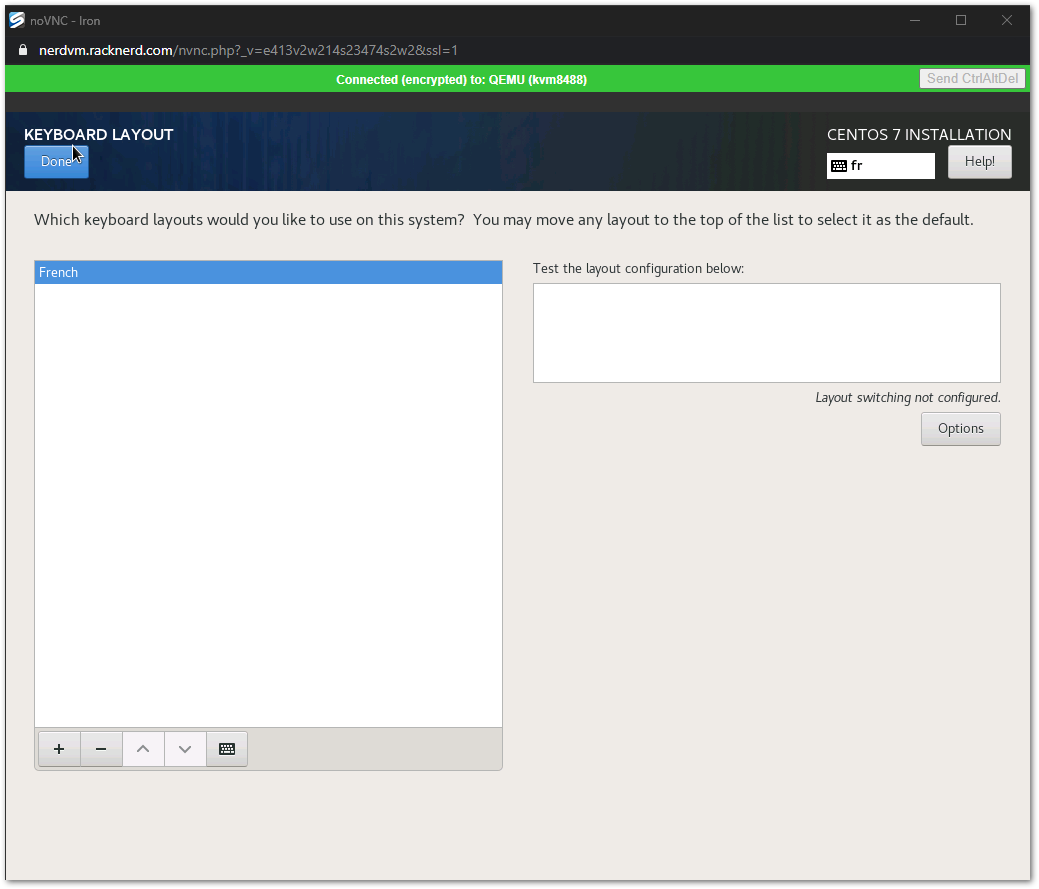 noVNC - Iron
nerdvm.racknerd.com/nvnc.php?_v=e413v2w214s23474s2w2&ssl=1
Connected (encrypted) to: QEMU (kvm8488)
Send CtrlAltDel
KEYBOARD LAYOUT
CENTOS 7 INSTALLATION
Done
fr
Help!
Which keyboard layouts would you like to use on this system? You may move any layout to the top of the list to select it as the default.
French
Test the layout configuration below:
Layout switching not configured.
Options